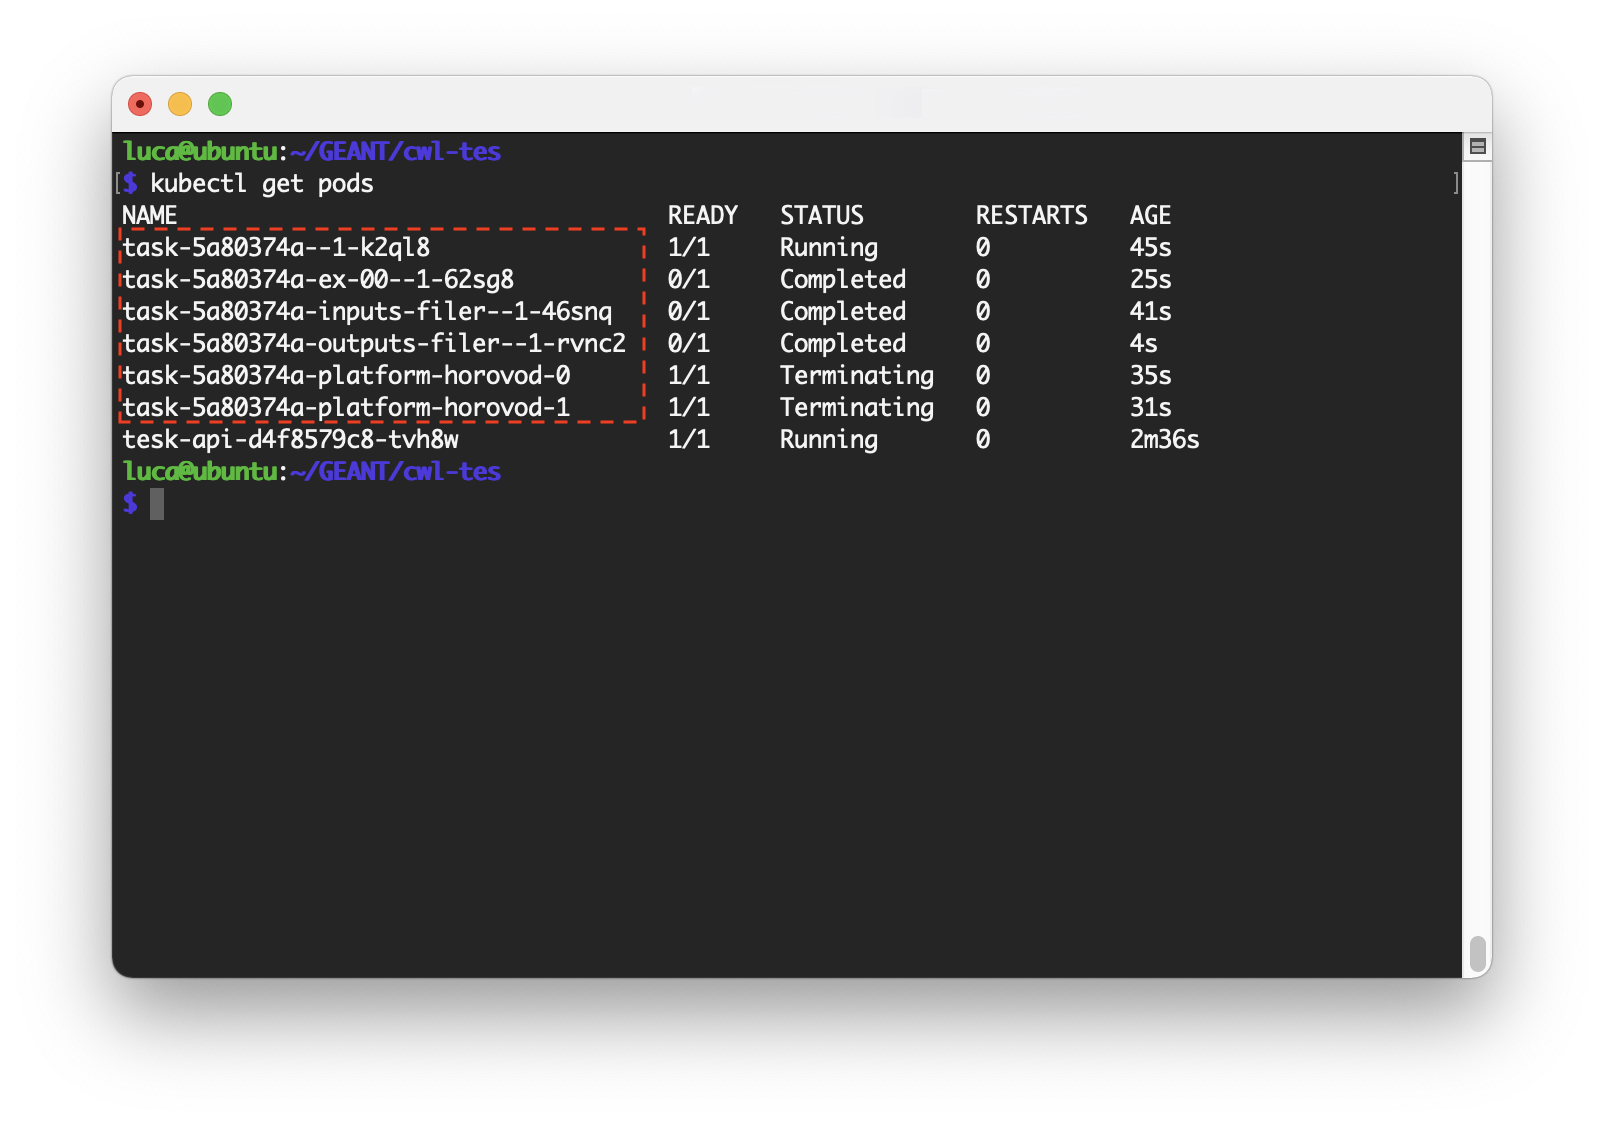 luca@ubuntu:~/GEANT/cwl-tes
[$ kubectl get pods ]
NAME READY STATUS RESTARTS AGE
task-5a80374a--1-k2ql8 1/1 Running 0 45s
task-5a80374a-ex-00--1-62sg8 0/1 Completed 0 25s
task-5a80374a-inputs-filer--1-46snq 0/1 Completed 0 41s
task-5a80374a-outputs-filer--1-rvnc2 0/1 Completed 0 4s
task-5a80374a-platform-horovod-0 1/1 Terminating 0 35s
task-5a80374a-platform-horovod-1 1/1 Terminating 0 31s
tesk-api-d4f8579c8-tvh8w 1/1 Running 0 2m36s
luca@ubuntu:~/GEANT/cwl-tes
$